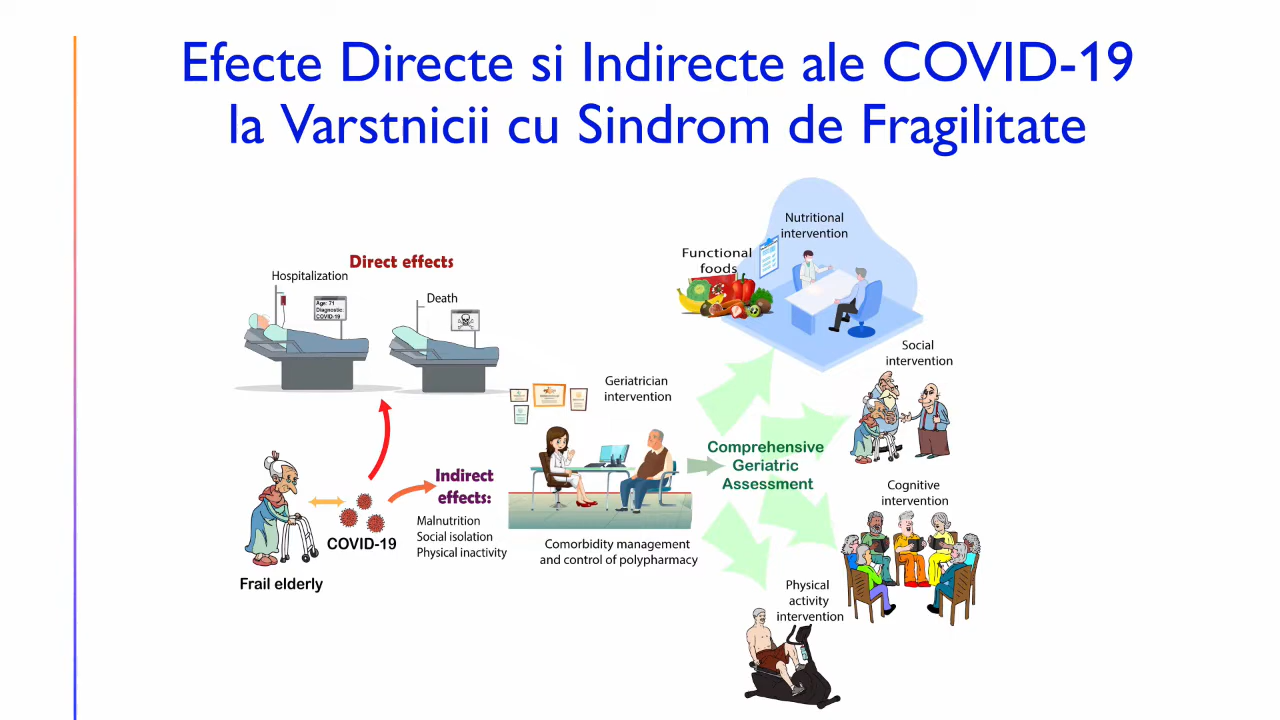 Efecte Directe si Indirecte ale COVID-19
la Varstnicii cu Sindrom de Fragilitate
Direct effects
Hospitalization
Death
Age: 71
Diagnostic:
COVID-19
Frail elderly
COVID-19
Indirect
effects:
Malnutrition
Social isolation
Physical inactivity
Geriatrician
intervention
Comorbidity management
and control of polypharmacy
Comprehensive
Geriatric
Assessment
Functional
foods
Nutritional
intervention
Social
intervention
Cognitive
intervention
Physical
activity
intervention